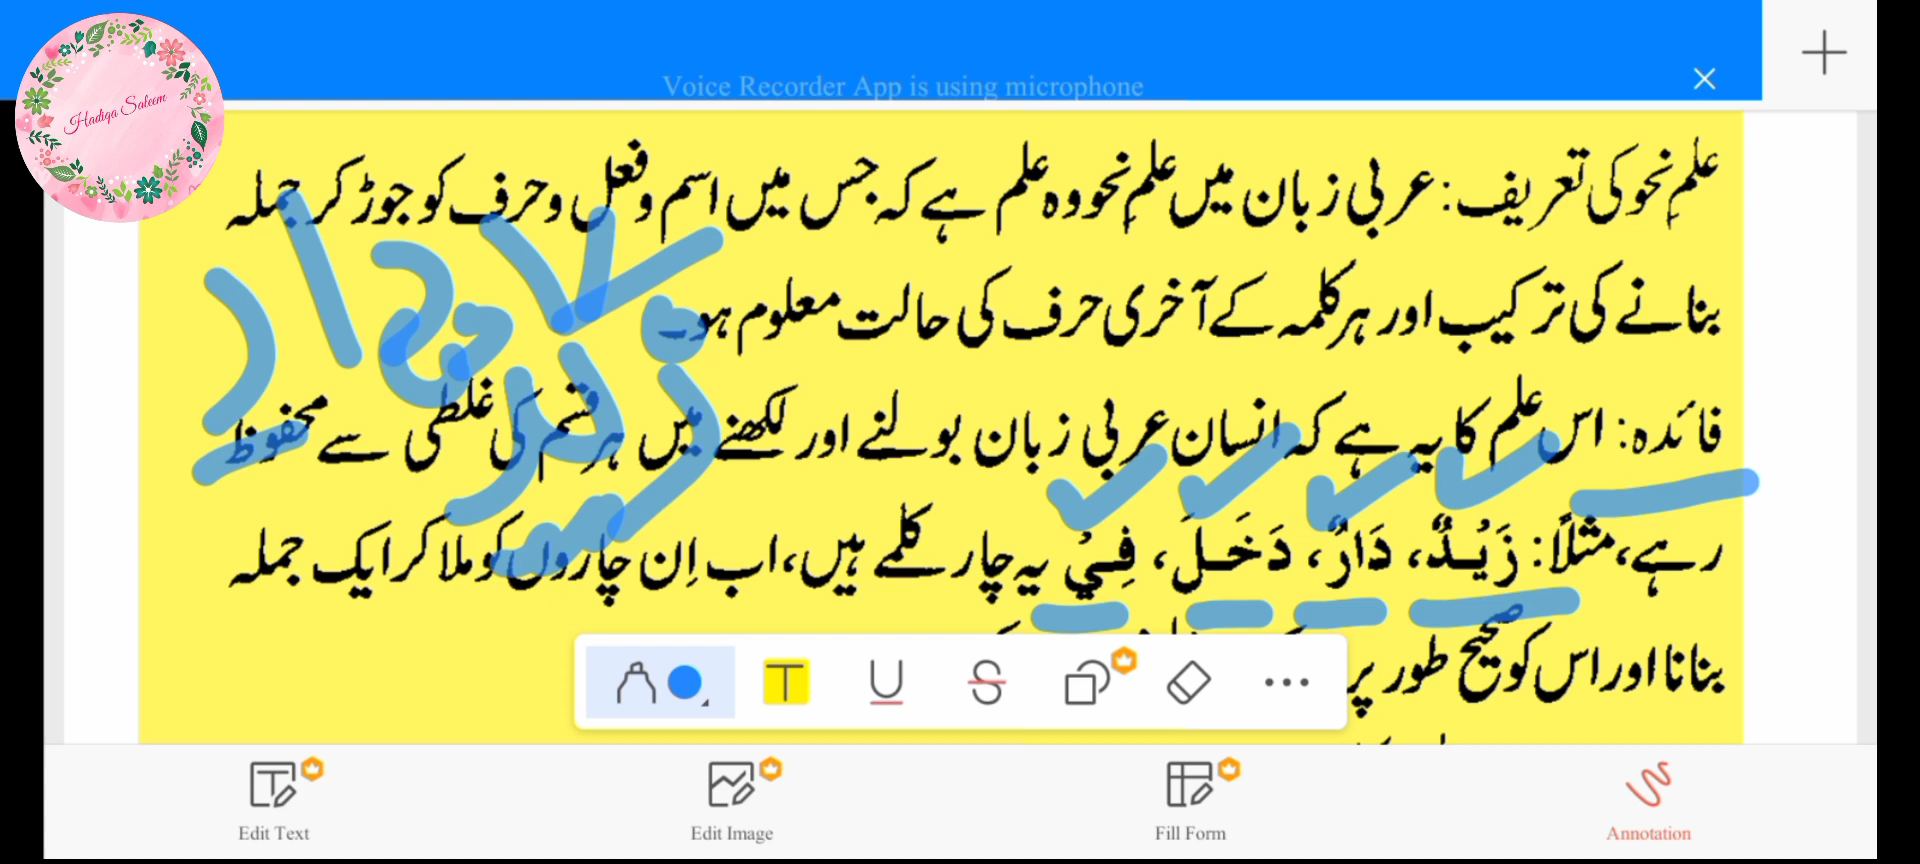 Voice Recorder App is using microphone
Hadiqa Saleem
علمِ نحو کی تعریف: عربی زبان میں علمِ نحو وہ علم ہے کہ جس میں اسم و فعل و حرف کو جوڑ کر جملہ
بنانے کی ترکیب اور ہر کلمہ کے آخری حرف کی حالت معلوم ہو۔
فائدہ: اس علم کا یہ ہے کہ انسان عربی زبان بولنے اور لکھنے میں ہر قسم کی غلطی سے محفوظ
رہے، مثلًا: زَیْدٌ، دَارٌ، دَخَلَ، فِيْ یہ چار کلمے ہیں، اب اِن چاروں کو ملا کر ایک جملہ
بنانا اور اس کو صحیح طور پر
Edit Text
Edit Image
Fill Form
Annotation